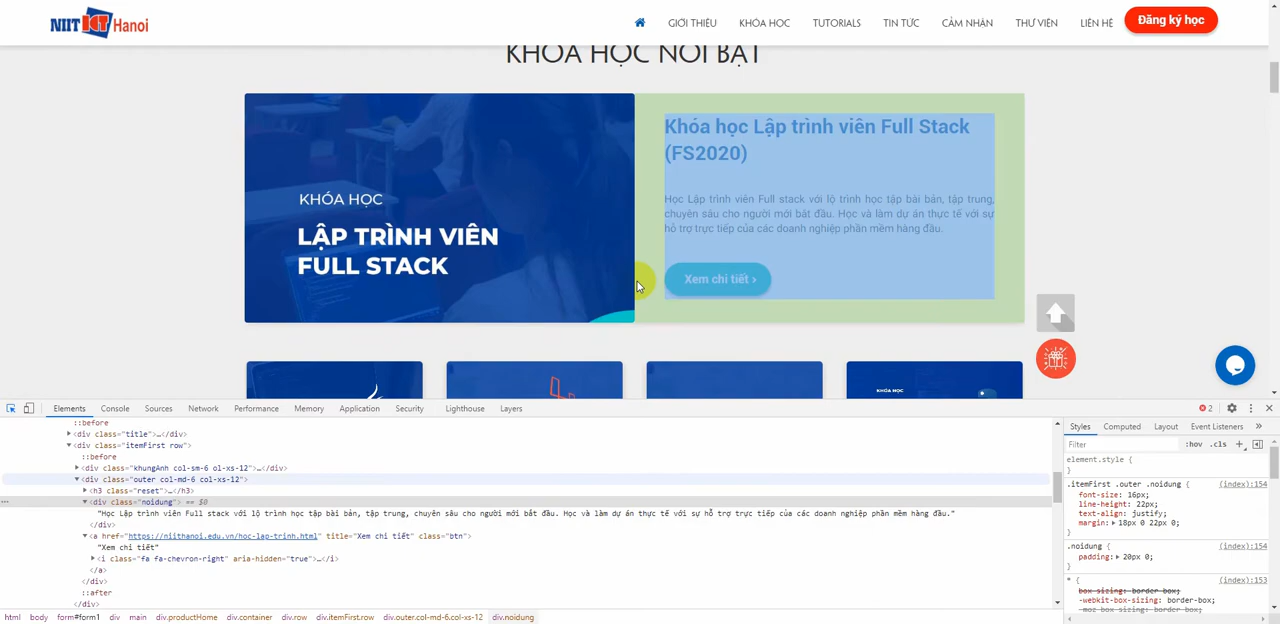 NIIT ICT Hanoi
GIỚI THIỆU
KHÓA HỌC
TUTORIALS
TIN TỨC
CẢM NHẬN
THƯ VIỆN
LIÊN HỆ
Đăng ký học
KHÓA HỌC NỔI BẬT
KHÓA HỌC
LẬP TRÌNH VIÊN
FULL STACK
Khóa học Lập trình viên Full Stack
(FS2020)
Học Lập trình viên Full stack với lộ trình học tập bài bản, tập trung,
chuyên sâu cho người mới bắt đầu. Học và làm dự án thực tế với sự
hỗ trợ trực tiếp của các doanh nghiệp phần mềm hàng đầu.
Xem chi tiết ›
KHÓA HỌC
Elements
Console
Sources
Network
Performance
Memory
Application
Security
Lighthouse
Layers
2
::before
<div class="title">…</div>
<div class="itemFirst row">
::before
<div class="khungAnh col-sm-6 ol-xs-12">…</div>
<div class="outer col-md-6 col-xs-12">
<h3 class="reset">…</h3>
<div class="noidung"> == $0
"Học Lập trình viên Full stack với lộ trình học tập bài bản, tập trung, chuyên sâu cho người mới bắt đầu. Học và làm dự án thực tế với sự hỗ trợ trực tiếp của các doanh nghiệp phần mềm hàng đầu."
</div>
<a href="https://niithanoi.edu.vn/hoc-lap-trinh.html" title="Xem chi tiết" class="btn">
"Xem chi tiết"
<i class="fa fa-chevron-right" aria-hidden="true">…</i>
</a>
</div>
::after
</div>
html
body
form#form1
div
main
div.productHome
div.container
div.row
div.itemFirst.row
div.outer.col-md-6.col-xs-12
div.noidung
Styles
Computed
Layout
Event Listeners
»
Filter
:hov .cls +
element.style {
}
.itemFirst .outer .noidung { (index):154
font-size: 16px;
line-height: 22px;
text-align: justify;
margin: 18px 0 22px 0;
}
.noidung { (index):154
padding: 20px 0;
}
* { (index):153
box-sizing: border-box;
-webkit-box-sizing: border-box;
-moz-box-sizing: border-box;